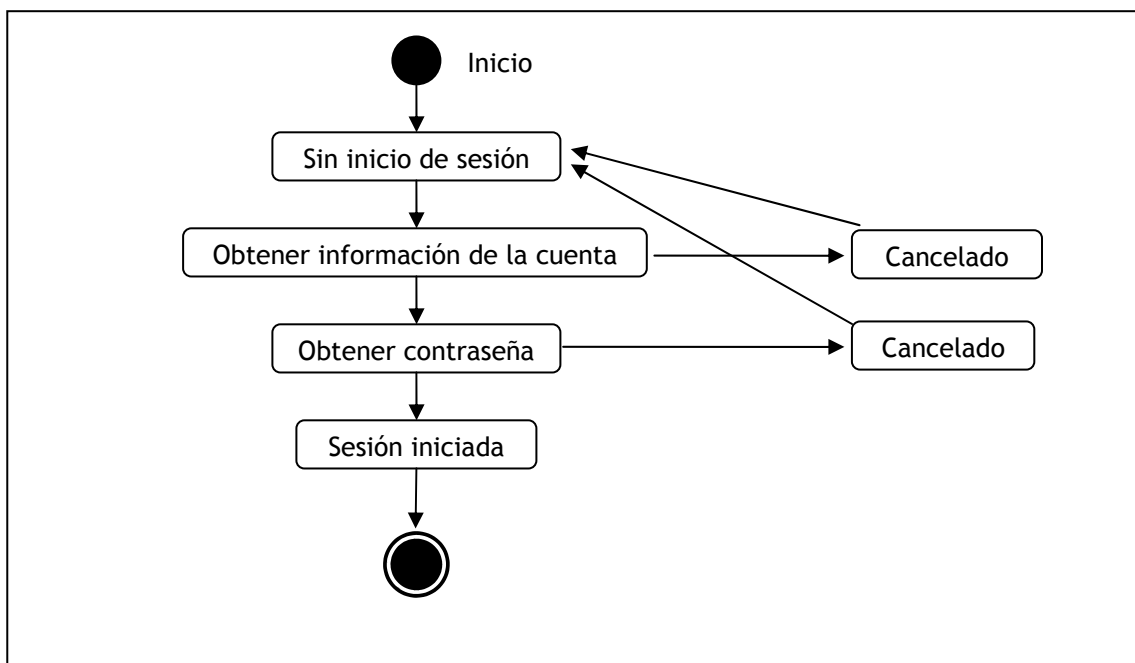 Inicio
Sin inicio de sesión
Obtener información de la cuenta
Cancelado
Obtener contraseña
Cancelado
Sesión iniciada